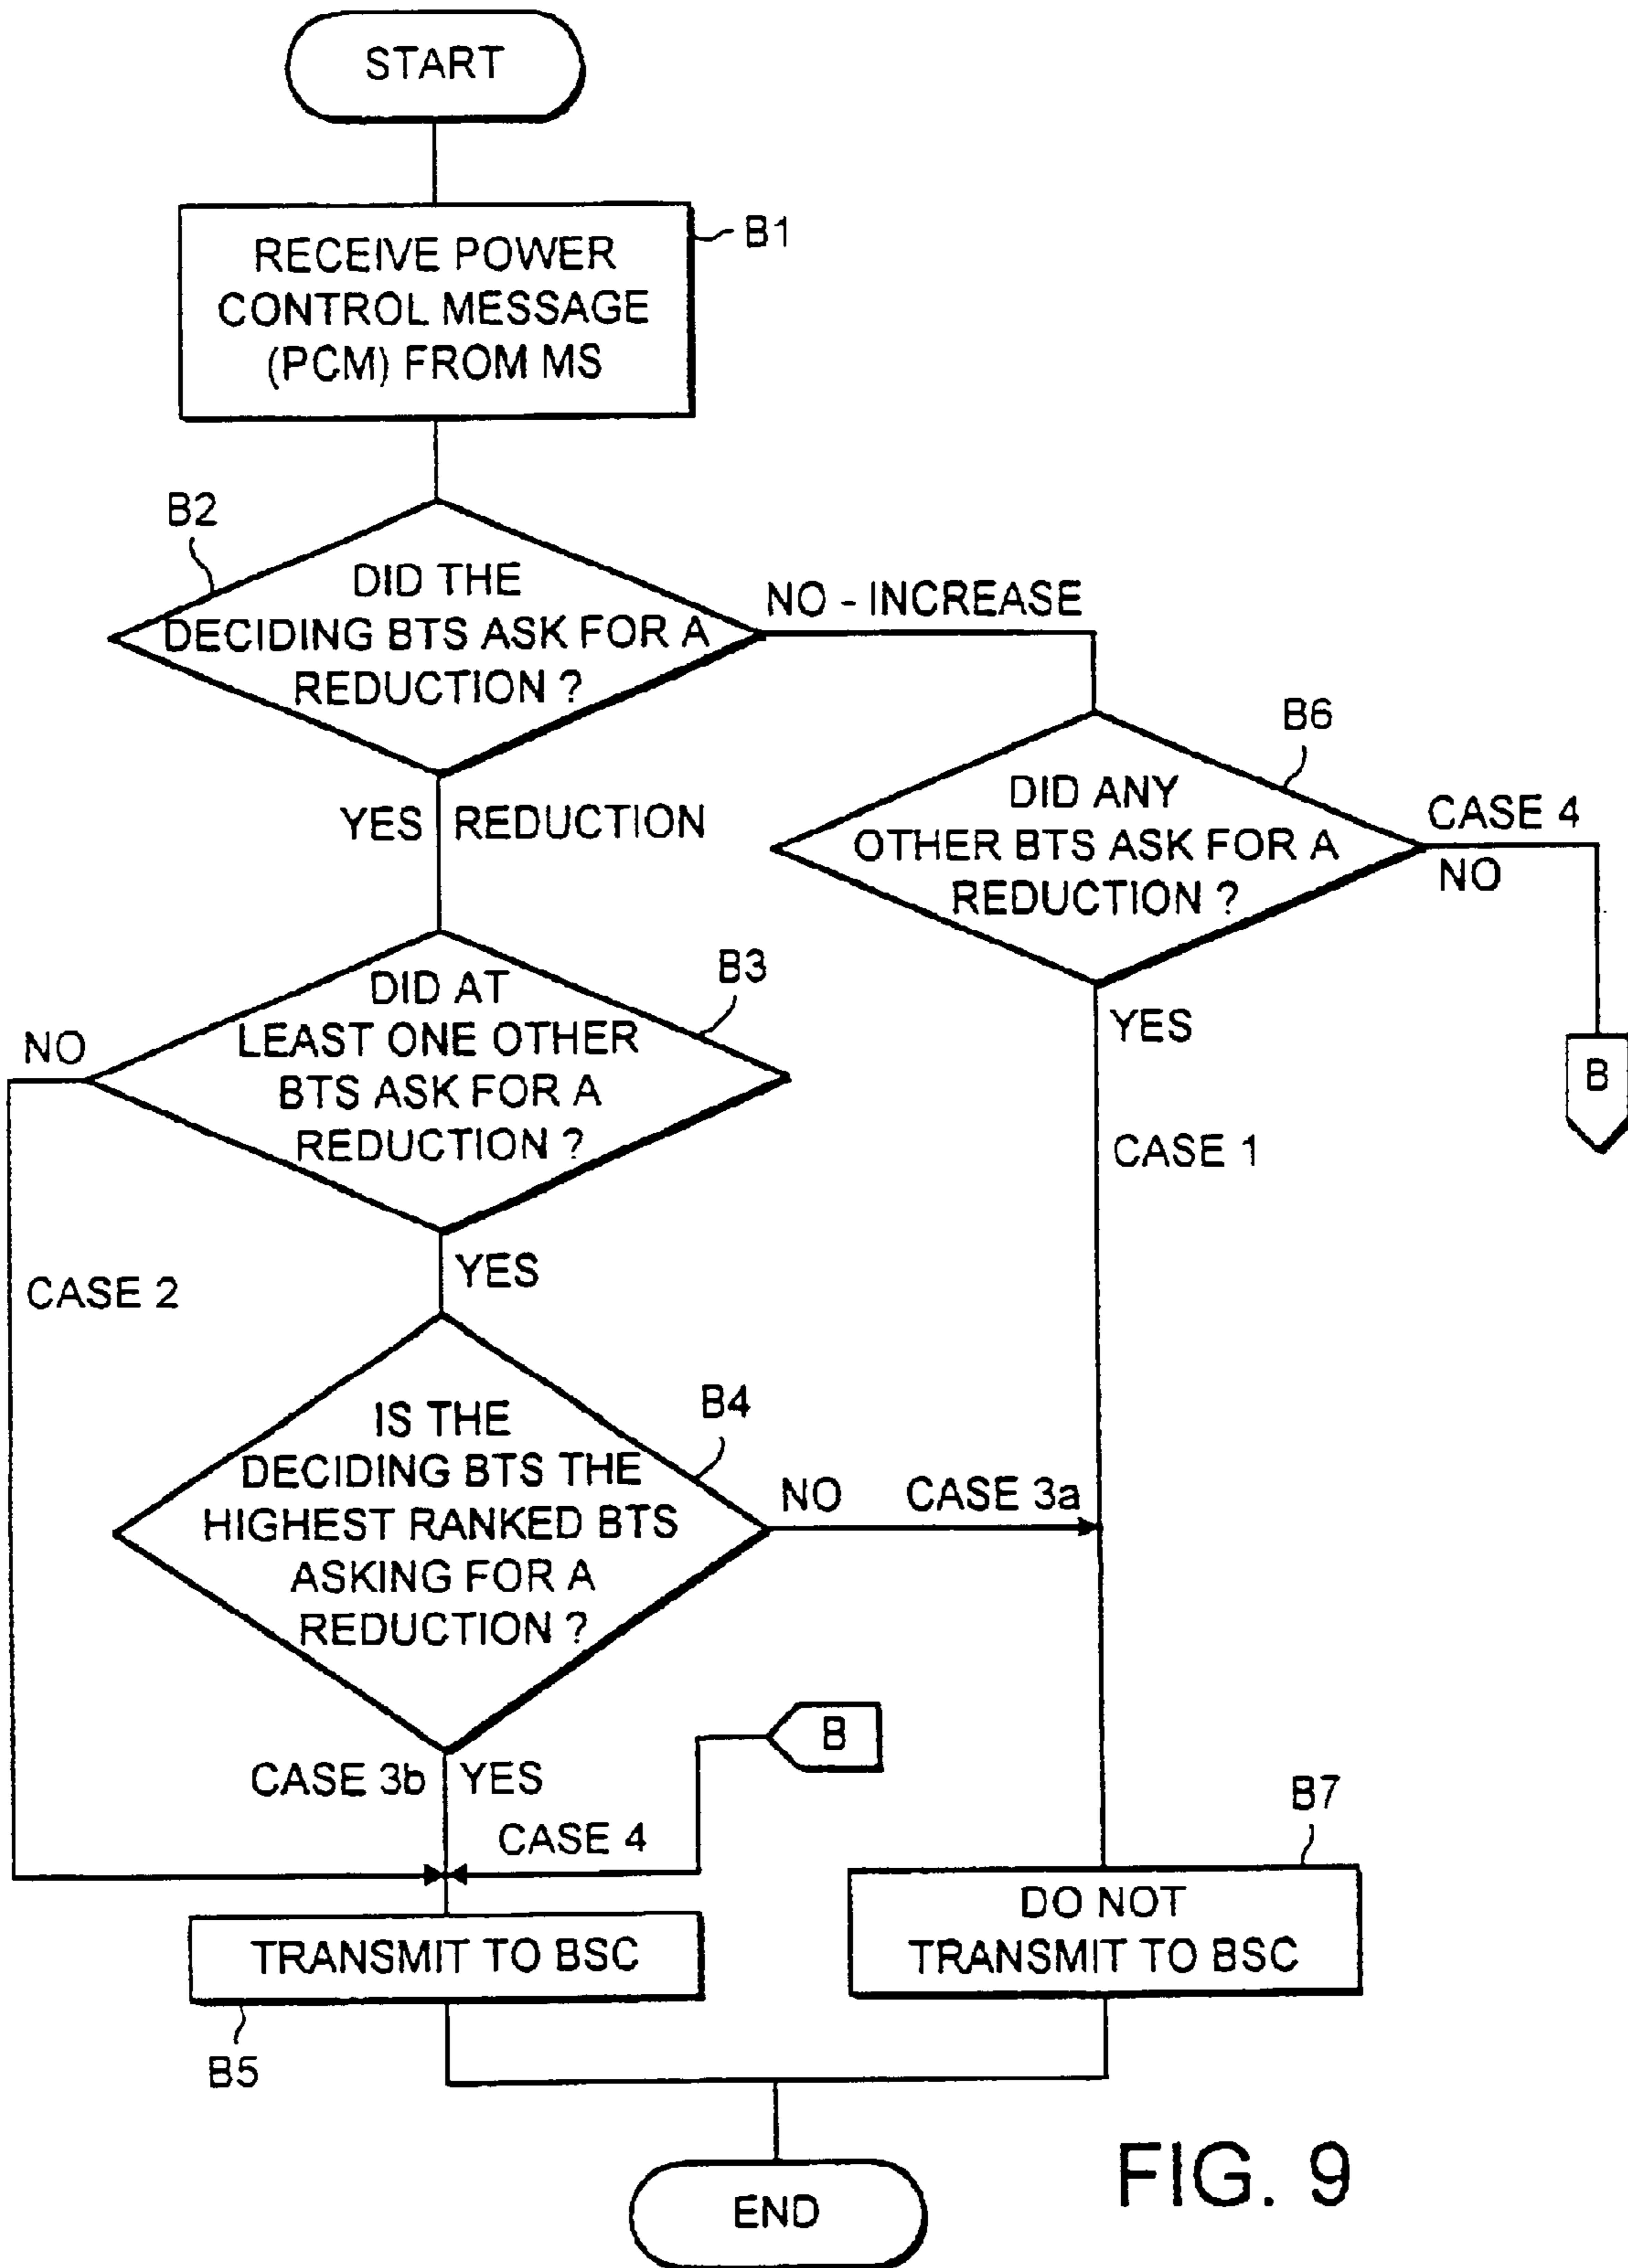 START
RECEIVE POWER
CONTROL MESSAGE
(PCM) FROM MS
B1
B2
DID THE
DECIDING BTS ASK FOR A
REDUCTION ?
NO - INCREASE
YES REDUCTION
B6
DID ANY
OTHER BTS ASK FOR A
REDUCTION ?
CASE 4
NO
B
YES
CASE 1
B3
DID AT
LEAST ONE OTHER
BTS ASK FOR A
REDUCTION ?
NO
CASE 2
YES
B4
IS THE
DECIDING BTS THE
HIGHEST RANKED BTS
ASKING FOR A
REDUCTION ?
NO CASE 3a
B
CASE 3b YES
CASE 4
TRANSMIT TO BSC
B5
B7
DO NOT
TRANSMIT TO BSC
END
FIG. 9